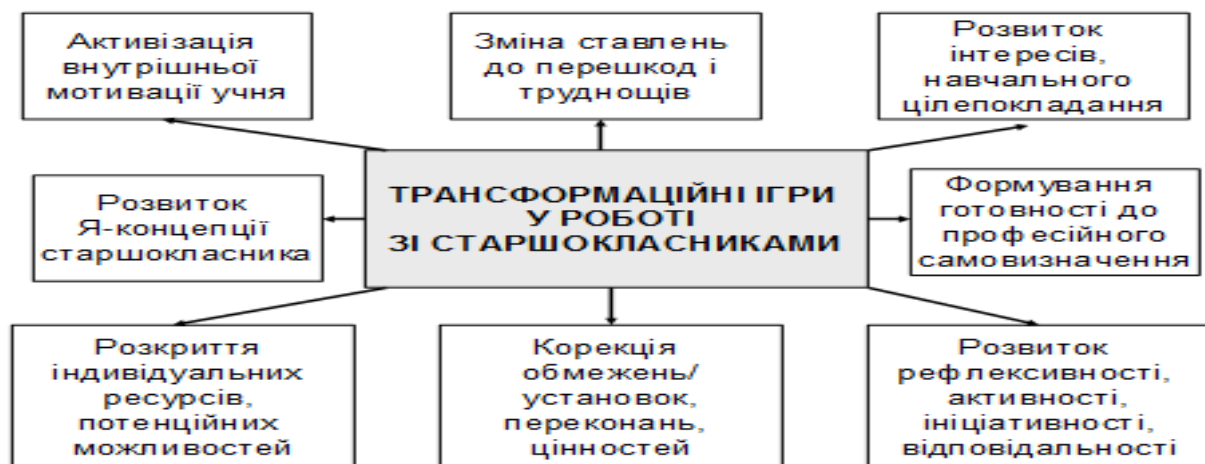 Активізація
внутрішньої
мотивації учня
Зміна ставлень
до перешкод і
труднощів
Розвиток
інтересів,
навчального
цілепокладання
Розвиток
Я-концепції
старшокласника
ТРАНСФОРМАЦІЙНІ ІГРИ
У РОБОТІ
ЗІ СТАРШОКЛАСНИКАМИ
Формування
готовності до
професійного
самовизначення
Розкриття
індивідуальних
ресурсів,
потенційних
можливостей
Корекція
обмежень/
установок,
переконань,
цінностей
Розвиток
рефлексивності,
активності,
ініціативності,
відповідальності